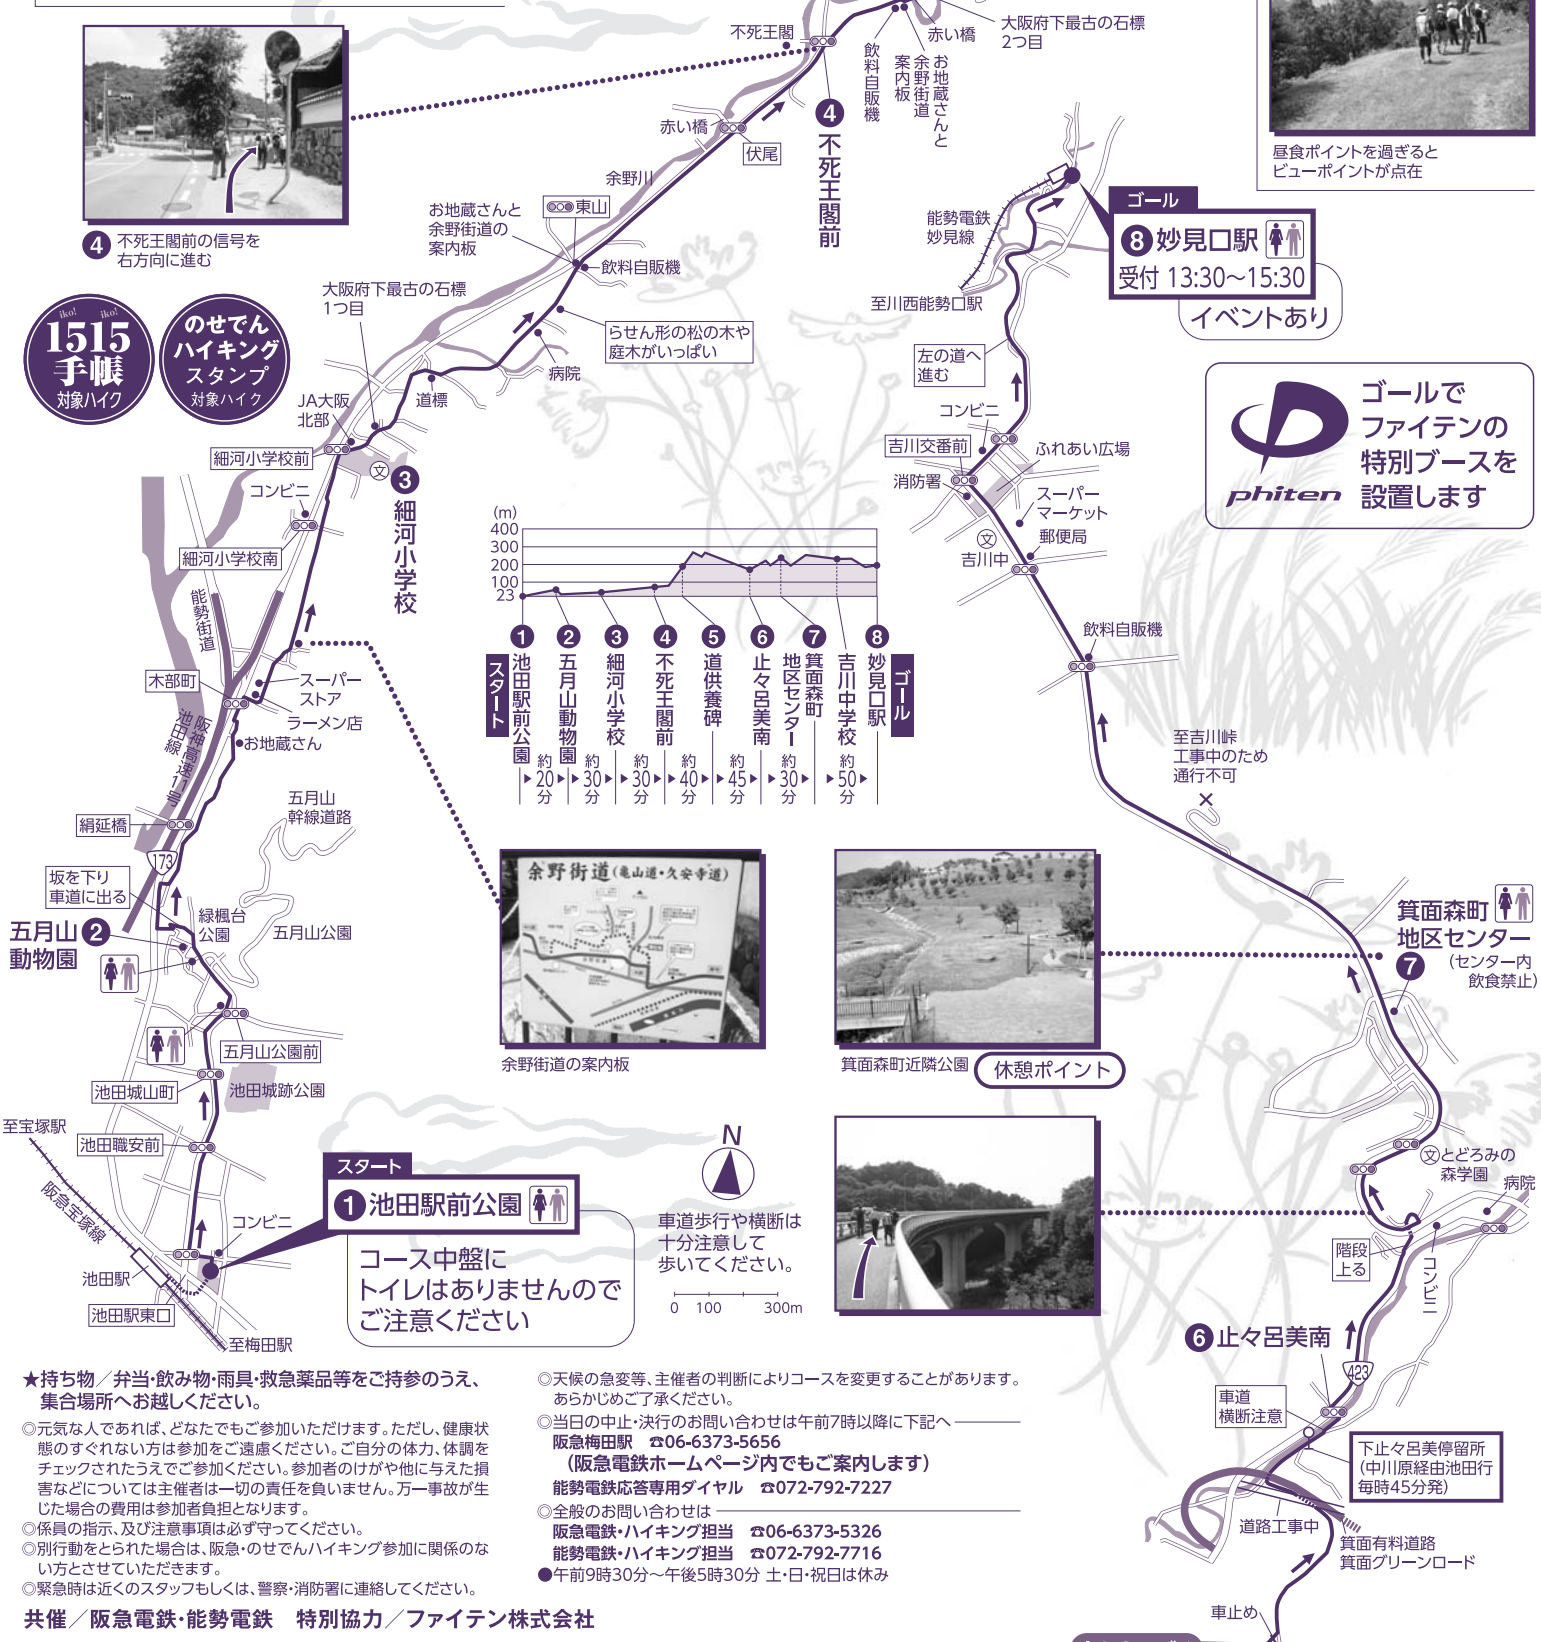 不死王閣
大阪府下最古の石標
2つ目
赤い橋
飲料自販機
お地蔵さんと
余野街道
案内板
④ 不死王閣前
赤い橋
伏尾
余野川
東山
お地蔵さんと
余野街道の
案内板
飲料自販機
④ 不死王閣前の信号を
右方向に進む
大阪府下最古の石標
1つ目
らせん形の松の木や
庭木がいっぱい
病院
道標
JA大阪
北部
iko! iko!
1515
手帳
対象ハイク
のせでん
ハイキング
スタンプ
対象ハイク
昼食ポイントを過ぎると
ビューポイントが点在
ゴール
⑧ 妙見口駅
受付 13:30〜15:30
イベントあり
能勢電鉄
妙見線
至川西能勢口駅
左の道へ
進む
コンビニ
吉川交番前
ふれあい広場
消防署
スーパー
マーケット
文
吉川中
郵便局
飲料自販機
phiten
ゴールで
ファイテンの
特別ブースを
設置します
細河小学校前
文
③ 細河小学校
コンビニ
細河小学校南
能勢街道
木部町
スーパー
ストア
ラーメン店
お地蔵さん
阪神高速11号
池田線
絹延橋
五月山
幹線道路
173
坂を下り
車道に出る
緑楓台
公園
五月山公園
五月山 ②
動物園
五月山公園前
池田城山町
池田城跡公園
池田職安前
至宝塚駅
阪急宝塚線
コンビニ
池田駅
池田駅東口
至梅田駅
スタート
① 池田駅前公園
コース中盤に
トイレはありませんので
ご注意ください
(m)
400
300
200
100
23
スタート
① 池田駅前公園
② 五月山動物園
③ 細河小学校
④ 不死王閣前
⑤ 道供養碑
⑥ 止々呂美南
⑦ 箕面森町
地区センター
吉川中学校
⑧ 妙見口駅
ゴール
約20分
約30分
約30分
約40分
約45分
約30分
約50分
余野街道(亀山道・久安寺道)
余野街道の案内板
箕面森町近隣公園
休憩ポイント
N
車道歩行や横断は
十分注意して
歩いてください。
0 100 300m
至吉川峠
工事中のため
通行不可
×
箕面森町
地区センター
⑦
(センター内
飲食禁止)
文 とどろみの
森学園
病院
階段
上る
コンビニ
⑥ 止々呂美南
423
車道
横断注意
下止々呂美停留所
(中川原経由池田行
毎時45分発)
道路工事中
箕面有料道路
箕面グリーンロード
車止め
★持ち物／弁当・飲み物・雨具・救急薬品等をご持参のうえ、
集合場所へお越しください。
◎元気な人であれば、どなたでもご参加いただけます。ただし、健康状
態のすぐれない方は参加をご遠慮ください。ご自分の体力、体調を
チェックされたうえでご参加ください。参加者のけがや他に与えた損
害などについては主催者は一切の責任を負いません。万一事故が生
じた場合の費用は参加者負担となります。
◎係員の指示、及び注意事項は必ず守ってください。
◎別行動をとられた場合は、阪急・のせでんハイキング参加に関係のな
い方とさせていただきます。
◎緊急時は近くのスタッフもしくは、警察・消防署に連絡してください。
共催／阪急電鉄・能勢電鉄　特別協力／ファイテン株式会社
◎天候の急変等、主催者の判断によりコースを変更することがあります。
あらかじめご了承ください。
◎当日の中止・決行のお問い合わせは午前7時以降に下記へ
阪急梅田駅　☎06-6373-5656
(阪急電鉄ホームページ内でもご案内します)
能勢電鉄応答専用ダイヤル　☎072-792-7227
◎全般のお問い合わせは
阪急電鉄・ハイキング担当　☎06-6373-5326
能勢電鉄・ハイキング担当　☎072-792-7716
●午前9時30分〜午後5時30分 土・日・祝日は休み